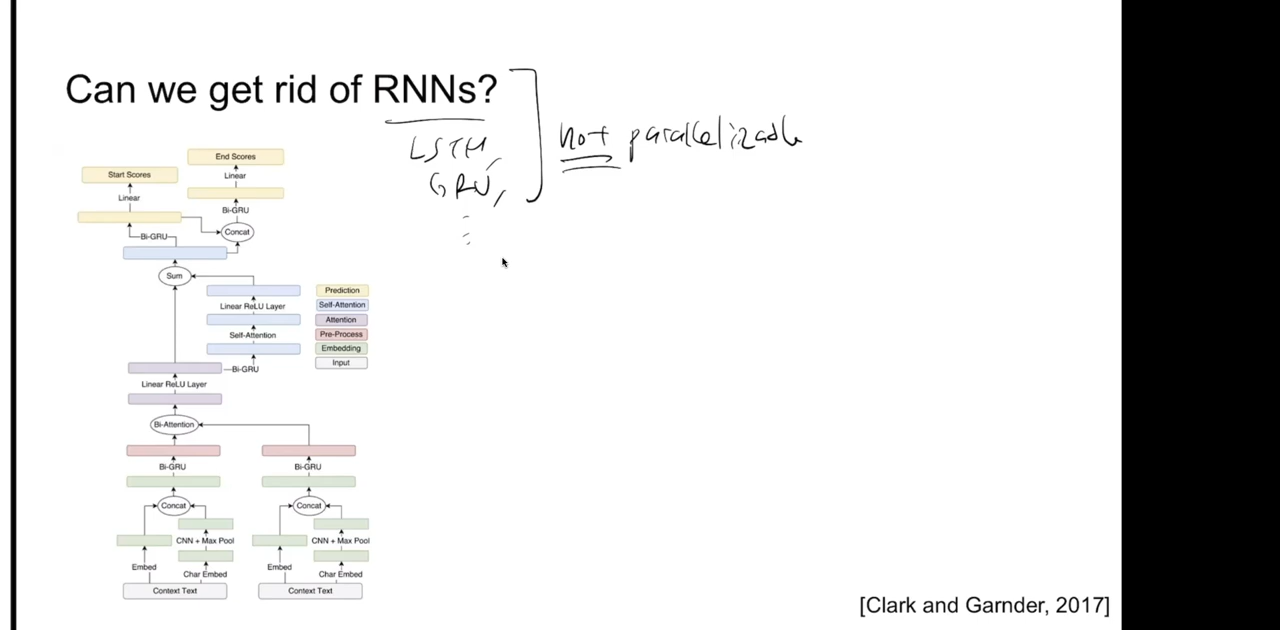 Can we get rid of RNNs?
LSTM,
GRU,
not parallelizable
End Scores
Start Scores
Linear
Linear
Bi-GRU
Concat
Bi-GRU
Sum
Prediction
Linear ReLU Layer
Self-Attention
Attention
Self-Attention
Pre-Process
Embedding
Input
Bi-GRU
Linear ReLU Layer
Bi-Attention
Bi-GRU
Bi-GRU
Concat
Concat
CNN + Max Pool
CNN + Max Pool
Embed
Char Embed
Embed
Char Embed
Context Text
Context Text
[Clark and Garnder, 2017]